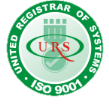 UNITED REGISTRAR OF SYSTEMS
URS
ISO 9001